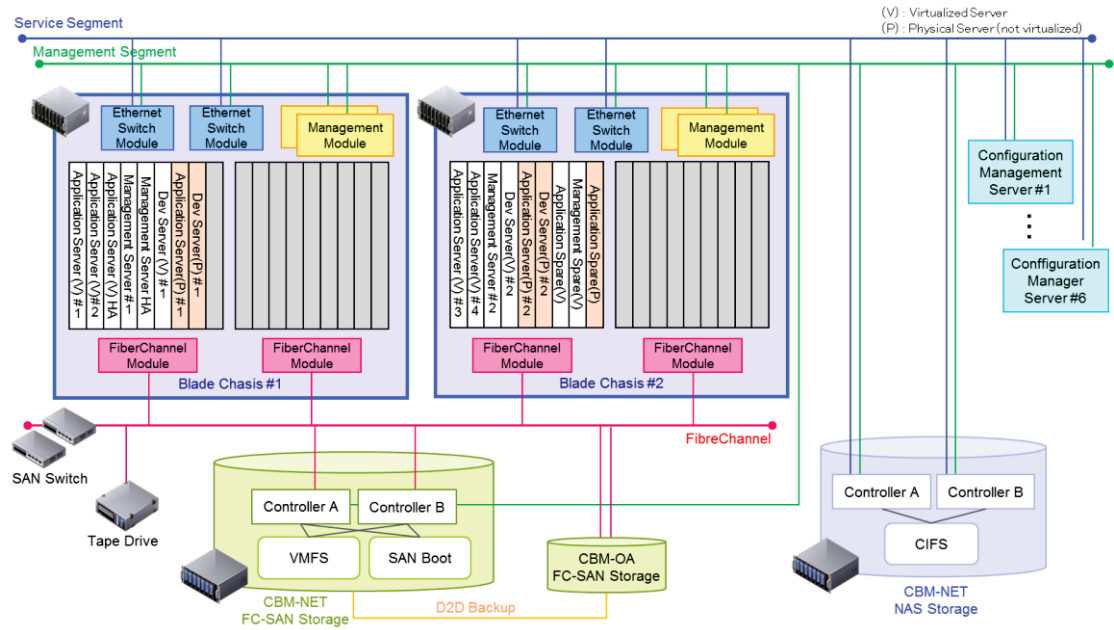 (V) : Virtualized Server
(P) : Physical Server (not virtualized)
Service Segment
Management Segment
Ethernet
Switch
Module
Ethernet
Switch
Module
Management
Module
Ethernet
Switch
Module
Ethernet
Switch
Module
Management
Module
Configuration
Management
Server #1
Conffiguration
Manager
Server #6
Application Server (V) #1
Application Server (V)#2
Application Server (V) HA
Management Server #1
Management Server HA
Dev Server (V) #1
Application Server(P) #1
Dev Server(P) #1
Application Server (V) #3
Application Server(V) #4
Management Server #2
Dev Server(V) #2
Application Server(P) #2
Dev Server(P) #2
Application Spare(V)
Management Spare(V)
Application Spare(P)
FiberChannel
Module
FiberChannel
Module
Blade Chasis #1
FiberChannel
Module
FiberChannel
Module
Blade Chasis #2
FibreChannel
SAN Switch
Tape Drive
Controller A
Controller B
VMFS
SAN Boot
CBM-NET
FC-SAN Storage
D2D Backup
CBM-OA
FC-SAN Storage
Controller A
Controller B
CIFS
CBM-NET
NAS Storage